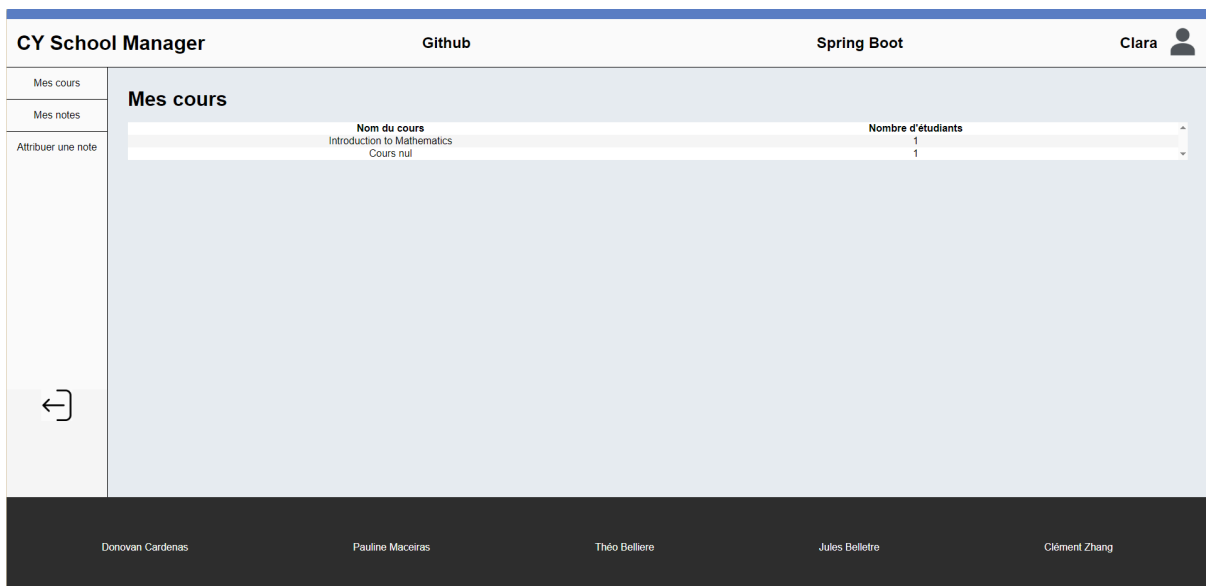 CY School Manager Github Spring Boot Clara
Mes cours
Mes notes
Attribuer une note
Mes cours
Nom du cours Nombre d'étudiants
Introduction to Mathematics 1
Cours nul 1
Donovan Cardenas Pauline Maceiras Théo Belliere Jules Belletre Clément Zhang